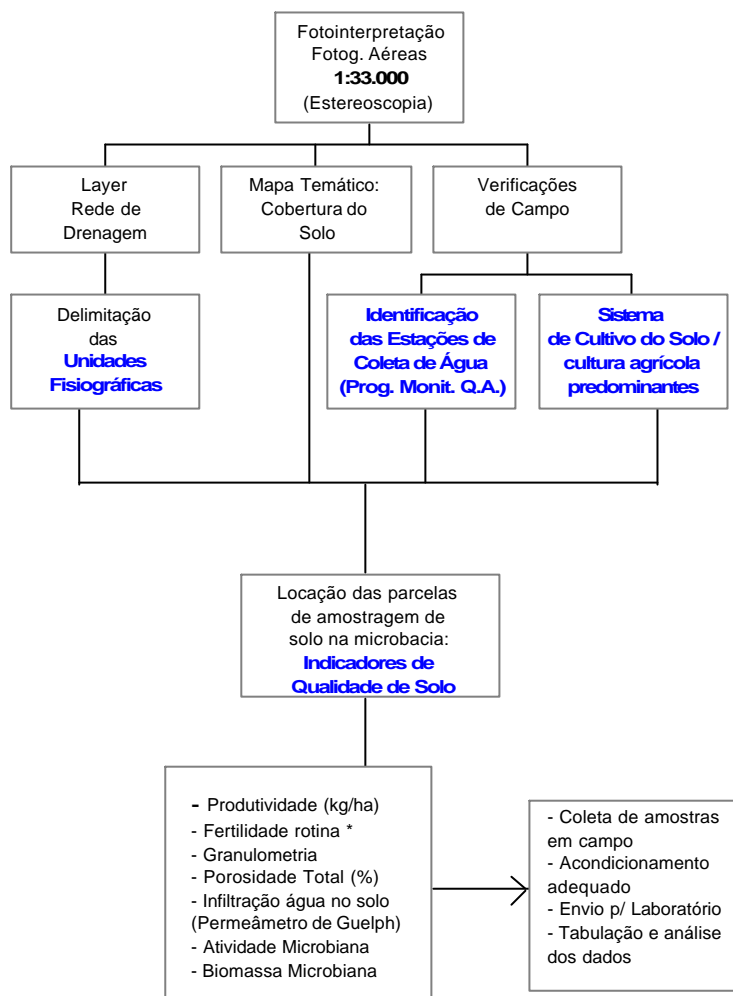 Fotointerpretação
Fotog. Aéreas
1:33.000
(Estereoscopia)
Layer
Rede de
Drenagem
Mapa Temático:
Cobertura do
Solo
Verificações
de Campo
Delimitação
das
Unidades
Fisiográficas
Identificação
das Estações de
Coleta de Água
(Prog. Monit. Q.A.)
Sistema
de Cultivo do Solo /
cultura agrícola
predominantes
Locação das parcelas
de amostragem de
solo na microbacia:
Indicadores de
Qualidade de Solo
- Produtividade (kg/ha)
- Fertilidade rotina *
- Granulometria
- Porosidade Total (%)
- Infiltração água no solo
(Permeâmetro de Guelph)
- Atividade Microbiana
- Biomassa Microbiana
- Coleta de amostras
em campo
- Acondicionamento
adequado
- Envio p/ Laboratório
- Tabulação e análise
dos dados